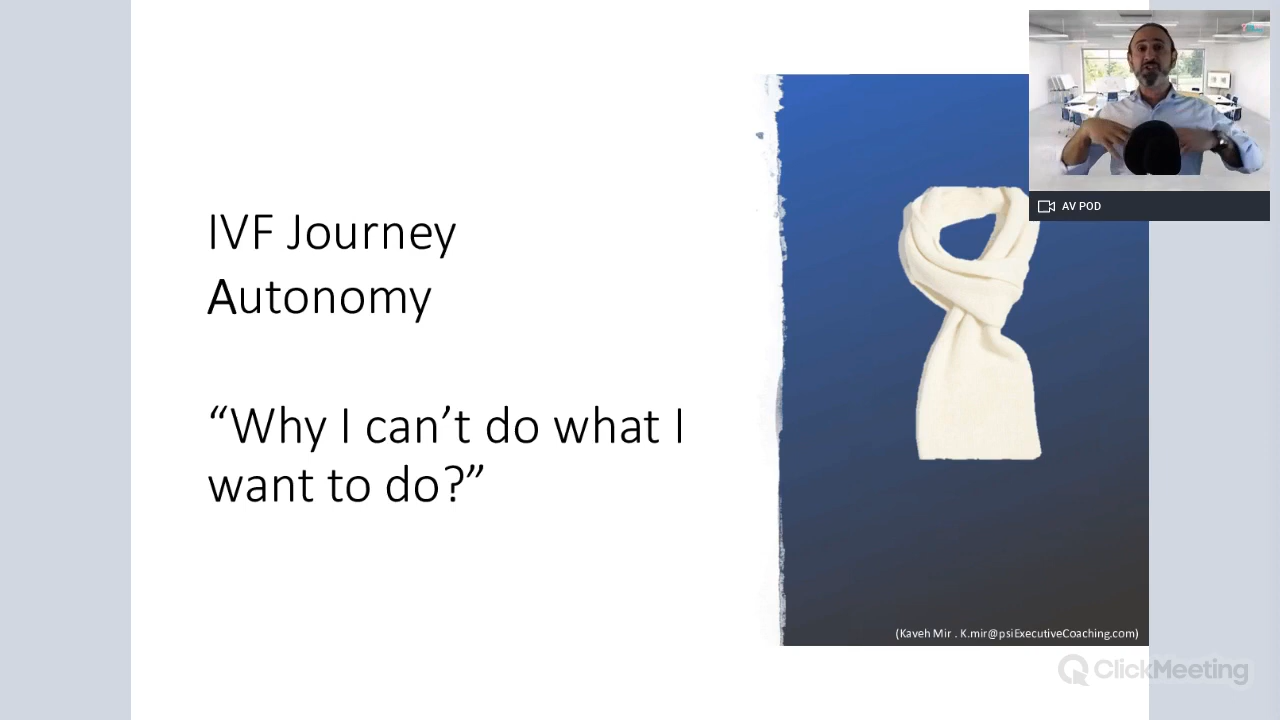 IVF Journey
Autonomy
“Why I can’t do what I
want to do?”
AV POD
(Kaveh Mir . K.mir@psiExecutiveCoaching.com)
ClickMeeting